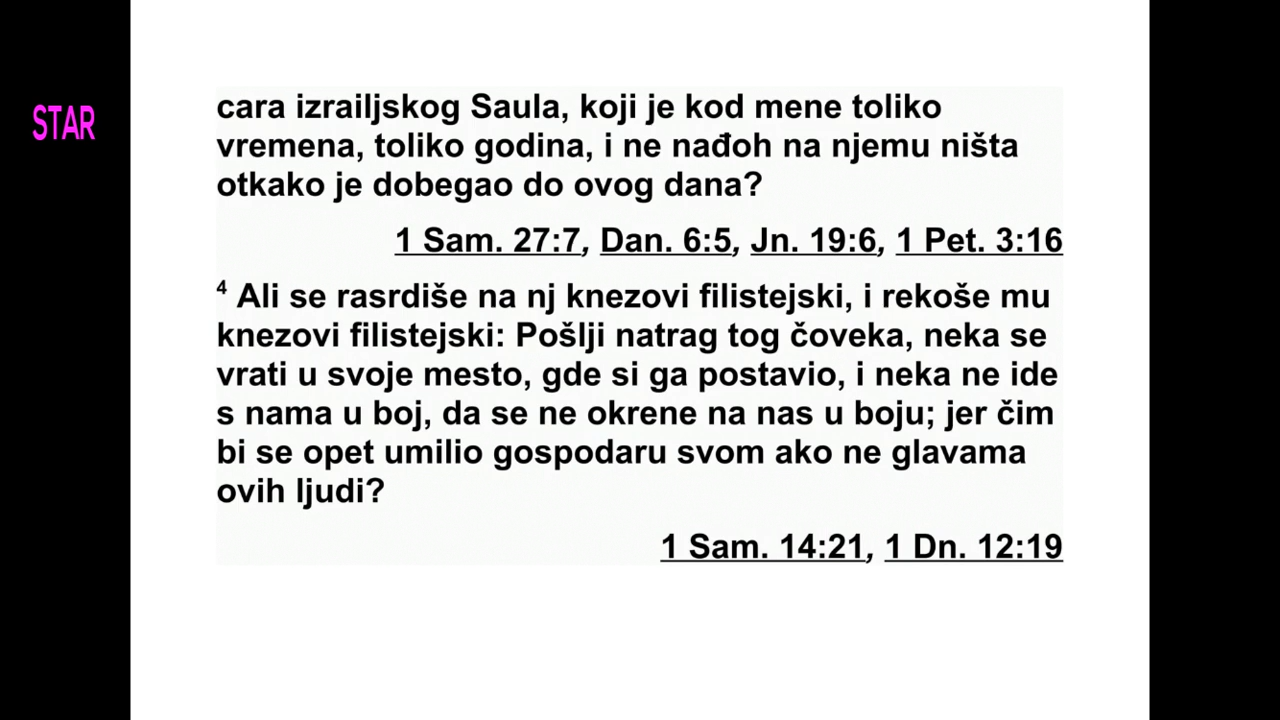 STAR
cara izrailjskog Saula, koji je kod mene toliko
vremena, toliko godina, i ne nađoh na njemu ništa
otkako je dobegao do ovog dana?
1 Sam. 27:7, Dan. 6:5, Jn. 19:6, 1 Pet. 3:16
4 Ali se rasrdiše na nj knezovi filistejski, i rekoše mu
knezovi filistejski: Pošlji natrag tog čoveka, neka se
vrati u svoje mesto, gde si ga postavio, i neka ne ide
s nama u boj, da se ne okrene na nas u boju; jer čim
bi se opet umilio gospodaru svom ako ne glavama
ovih ljudi?
1 Sam. 14:21, 1 Dn. 12:19